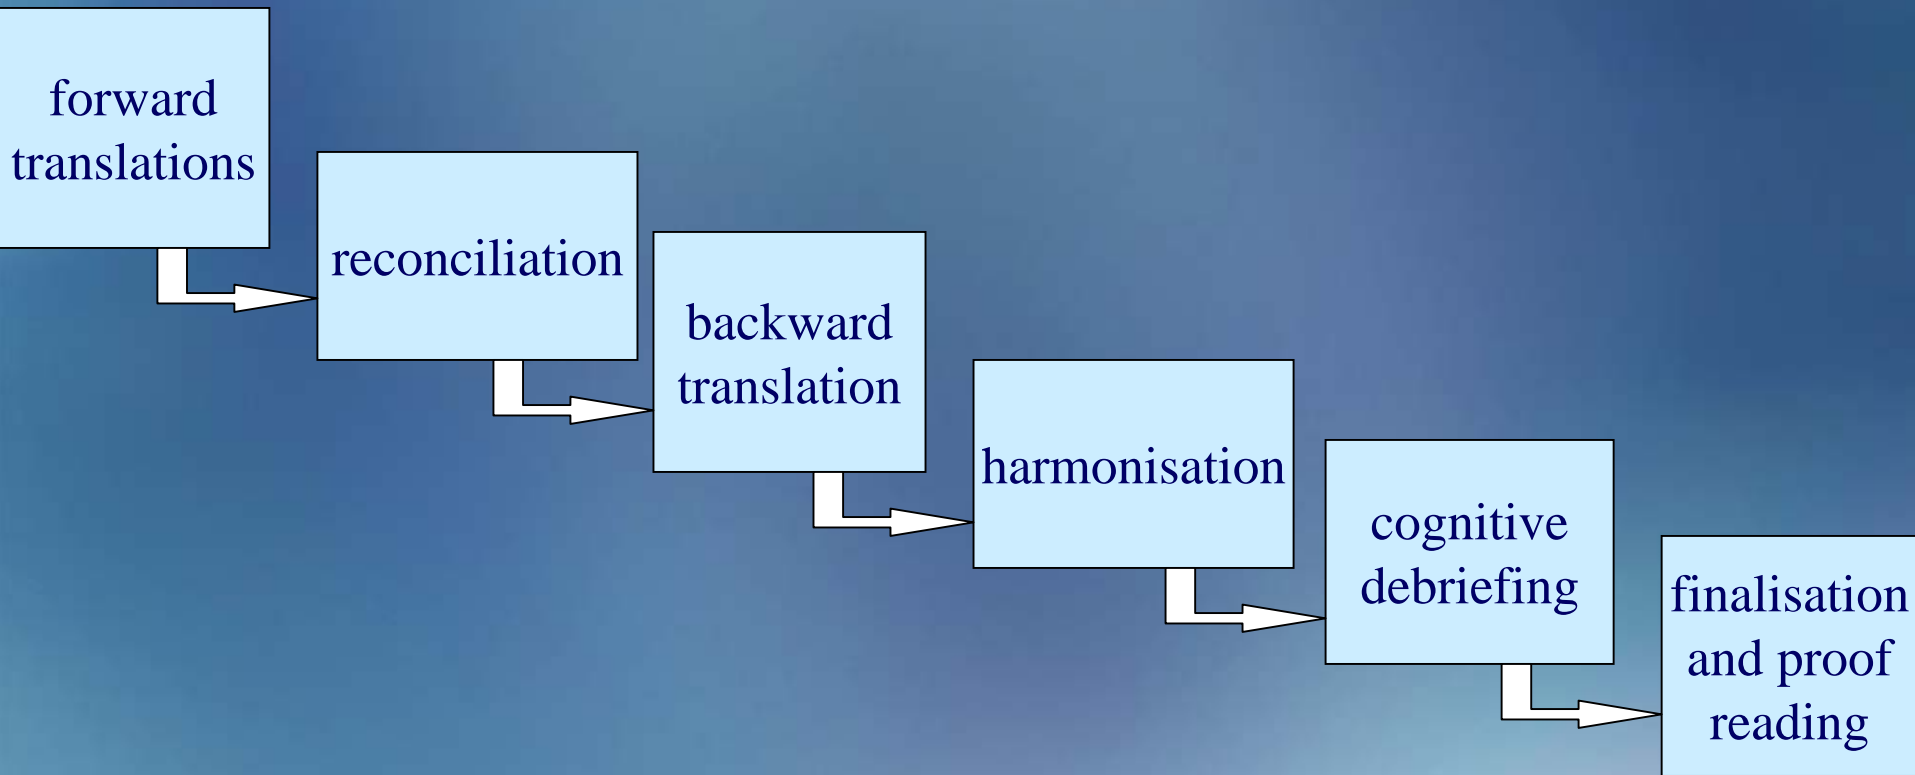 forward
translations
reconciliation
backward
translation
harmonisation
cognitive
debriefing
finalisation
and proof
reading